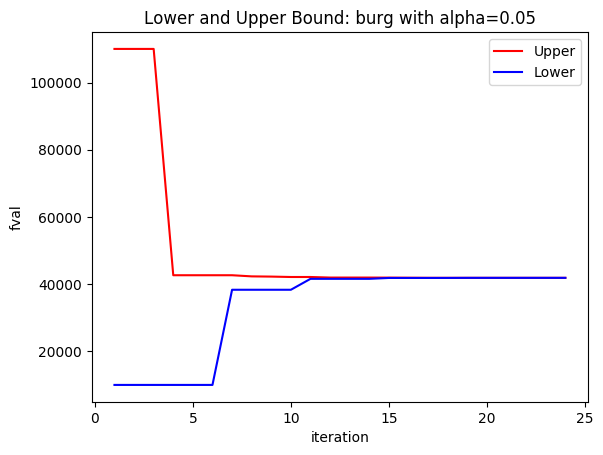 Lower and Upper Bound: burg with alpha=0.05
Upper
Lower
100000
80000
60000
40000
20000
fval
0
5
10
15
20
25
iteration